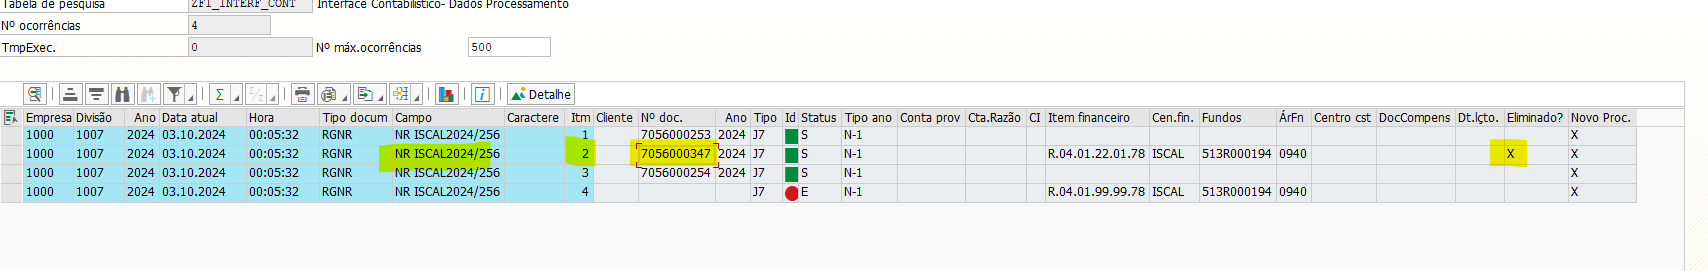 Tabela de pesquisa ZFI_INTERF_CONT Interface Contabilístico- Dados Processamento
Nº ocorrências 4
TmpExec. 0 Nº máx.ocorrências 500
Detalhe
Empresa Divisão Ano Data atual Hora Tipo docum Campo Caractere Itm Cliente Nº doc. Ano Tipo Id Status Tipo ano Conta prov Cta.Razão CI Item financeiro Cen.fin. Fundos ÁrFn Centro cst DocCompens Dt.lçto. Eliminado? Novo Proc.
1000 1007 2024 03.10.2024 00:05:32 RGNR NR ISCAL2024/256 1 7056000253 2024 J7 S N-1 X
1000 1007 2024 03.10.2024 00:05:32 RGNR NR ISCAL2024/256 2 7056000347 2024 J7 S N-1 R.04.01.22.01.78 ISCAL 513R000194 0940 X X
1000 1007 2024 03.10.2024 00:05:32 RGNR NR ISCAL2024/256 3 7056000254 2024 J7 S N-1 X
1000 1007 2024 03.10.2024 00:05:32 RGNR NR ISCAL2024/256 4 J7 E N-1 R.04.01.99.99.78 ISCAL 513R000194 0940 X